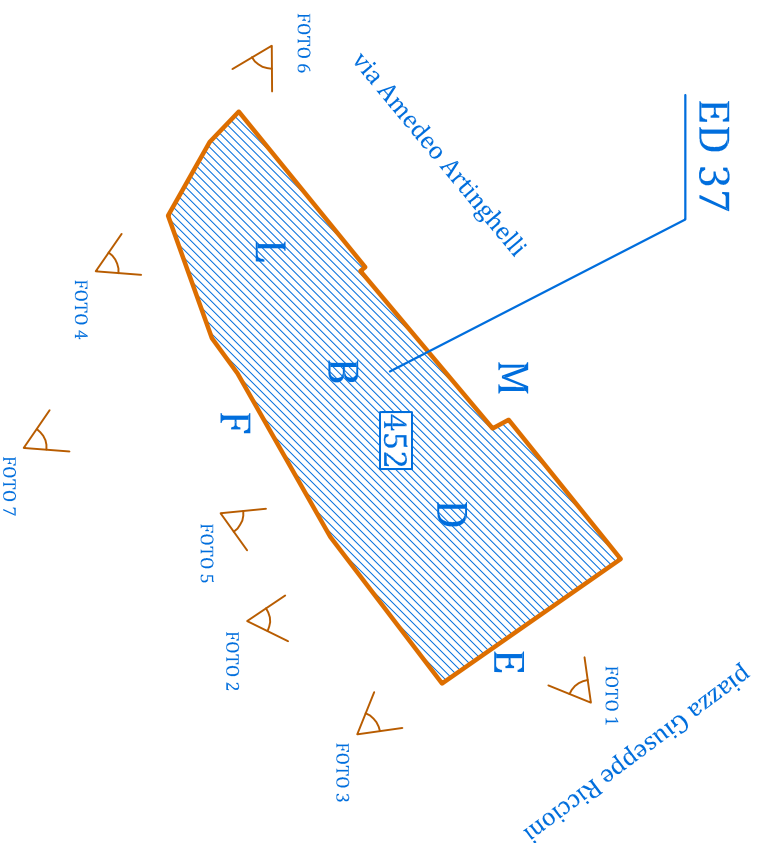 ED 37
FOTO 6
via Amedeo Artinghelli
L
FOTO 4
M
B
452
F
FOTO 7
D
FOTO 5
FOTO 2
E
FOTO 1
FOTO 3
piazza Giuseppe Riccioni